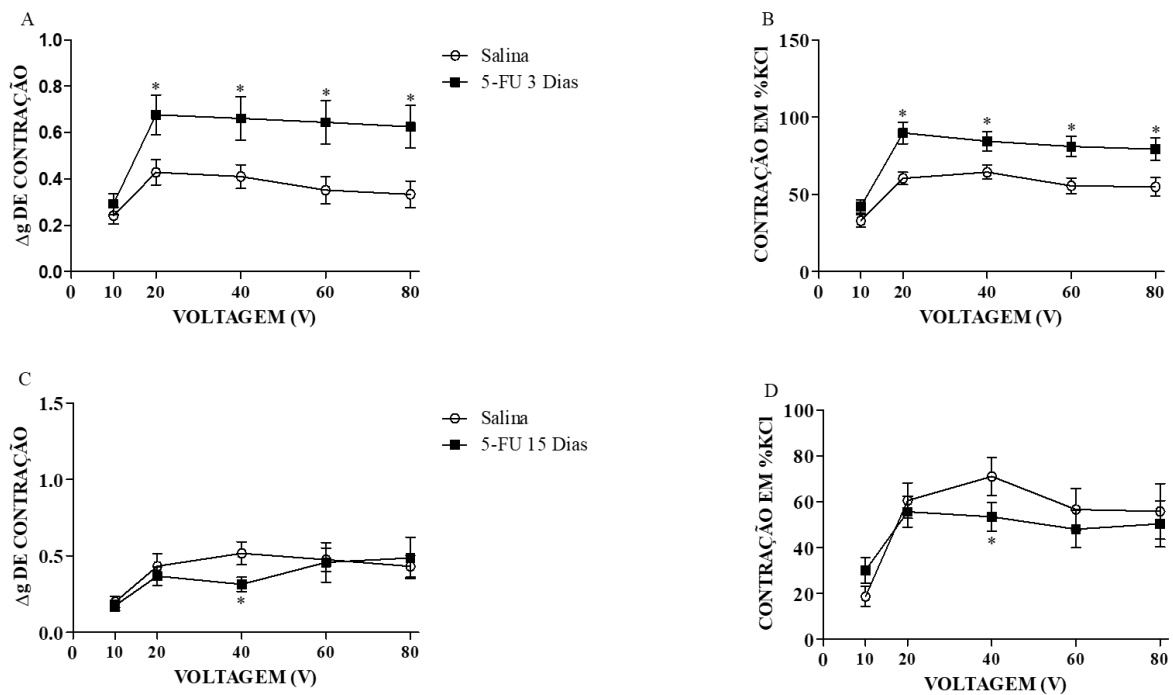 A
ΔgDE CONTRAÇÃO
1.0
0.8
0.6
0.4
0.2
0.0
* * * *
0 10 20 40 60 80
VOLTAGEM (V)
Salina
5-FU 3 Dias
B
CONTRAÇÃO EM %KCl
150
100
50
0
* * * *
0 10 20 40 60 80
VOLTAGEM (V)
C
ΔgDE CONTRAÇÃO
1.5
1.0
0.5
0.0
*
0 10 20 40 60 80
VOLTAGEM (V)
Salina
5-FU 15 Dias
D
CONTRAÇÃO EM %KCl
100
80
60
40
20
0
*
0 10 20 40 60 80
VOLTAGEM (V)